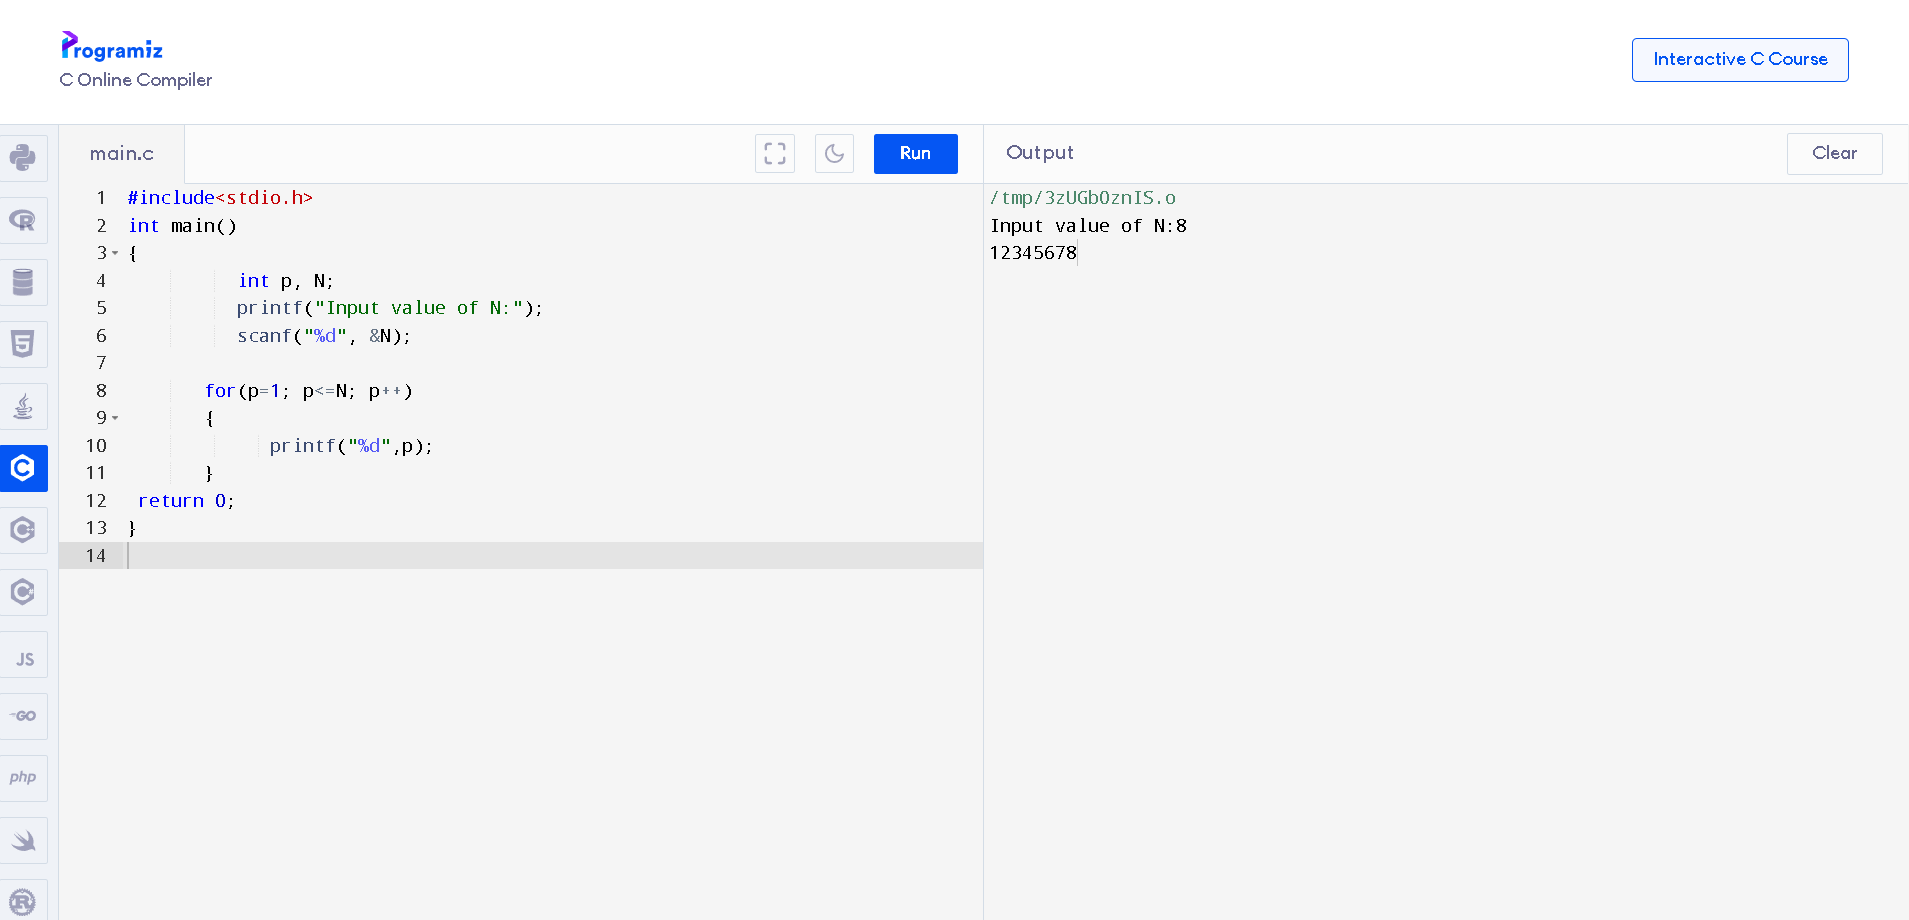 Programiz
C Online Compiler
Interactive C Course
main.c
Run
Output
Clear
1 #include<stdio.h>
2 int main()
3 {
4 int p, N;
5 printf("Input value of N:");
6 scanf("%d", &N);
7
8 for(p=1; p<=N; p++)
9 {
10 printf("%d",p);
11 }
12 return 0;
13 }
14
/tmp/3zUGbOznIS.o
Input value of N:8
12345678
R
5
C
C
C#
JS
GO
php
R